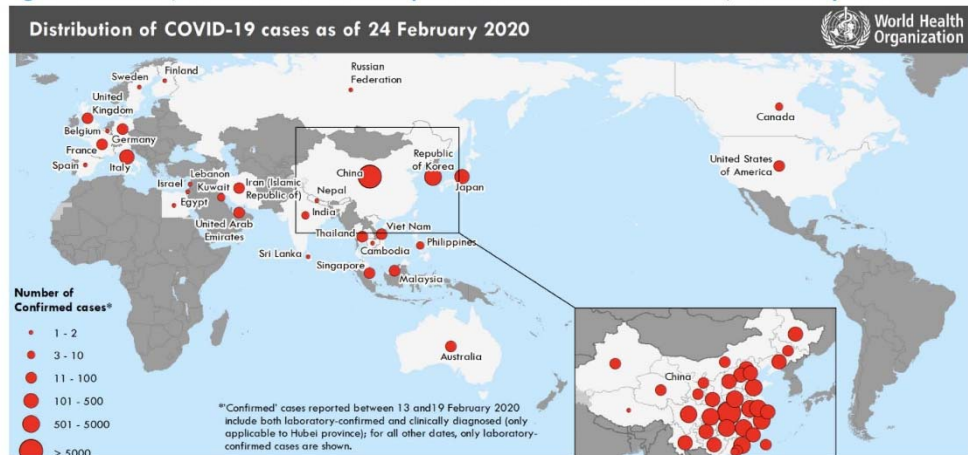 Distribution of COVID-19 cases as of 24 February 2020
World Health
Organization
Finland
Sweden
Russian
Federation
United
Kingdom
Belgium
Germany
France
Spain
Italy
Canada
United States
of America
Republic
of Korea
China
Japan
Lebanon
Israel
Kuwait
Iran (Islamic
Republic of)
Nepal
Egypt
India
United Arab
Emirates
Thailand
Viet Nam
Cambodia
Philippines
Sri Lanka
Singapore
Malaysia
Australia
China
Number of
Confirmed cases*
1 - 2
3 - 10
11 - 100
101 - 500
501 - 5000
> 5000
*'Confirmed' cases reported between 13 and19 February 2020
include both laboratory-confirmed and clinically diagnosed (only
applicable to Hubei province); for all other dates, only laboratory-
confirmed cases are shown.